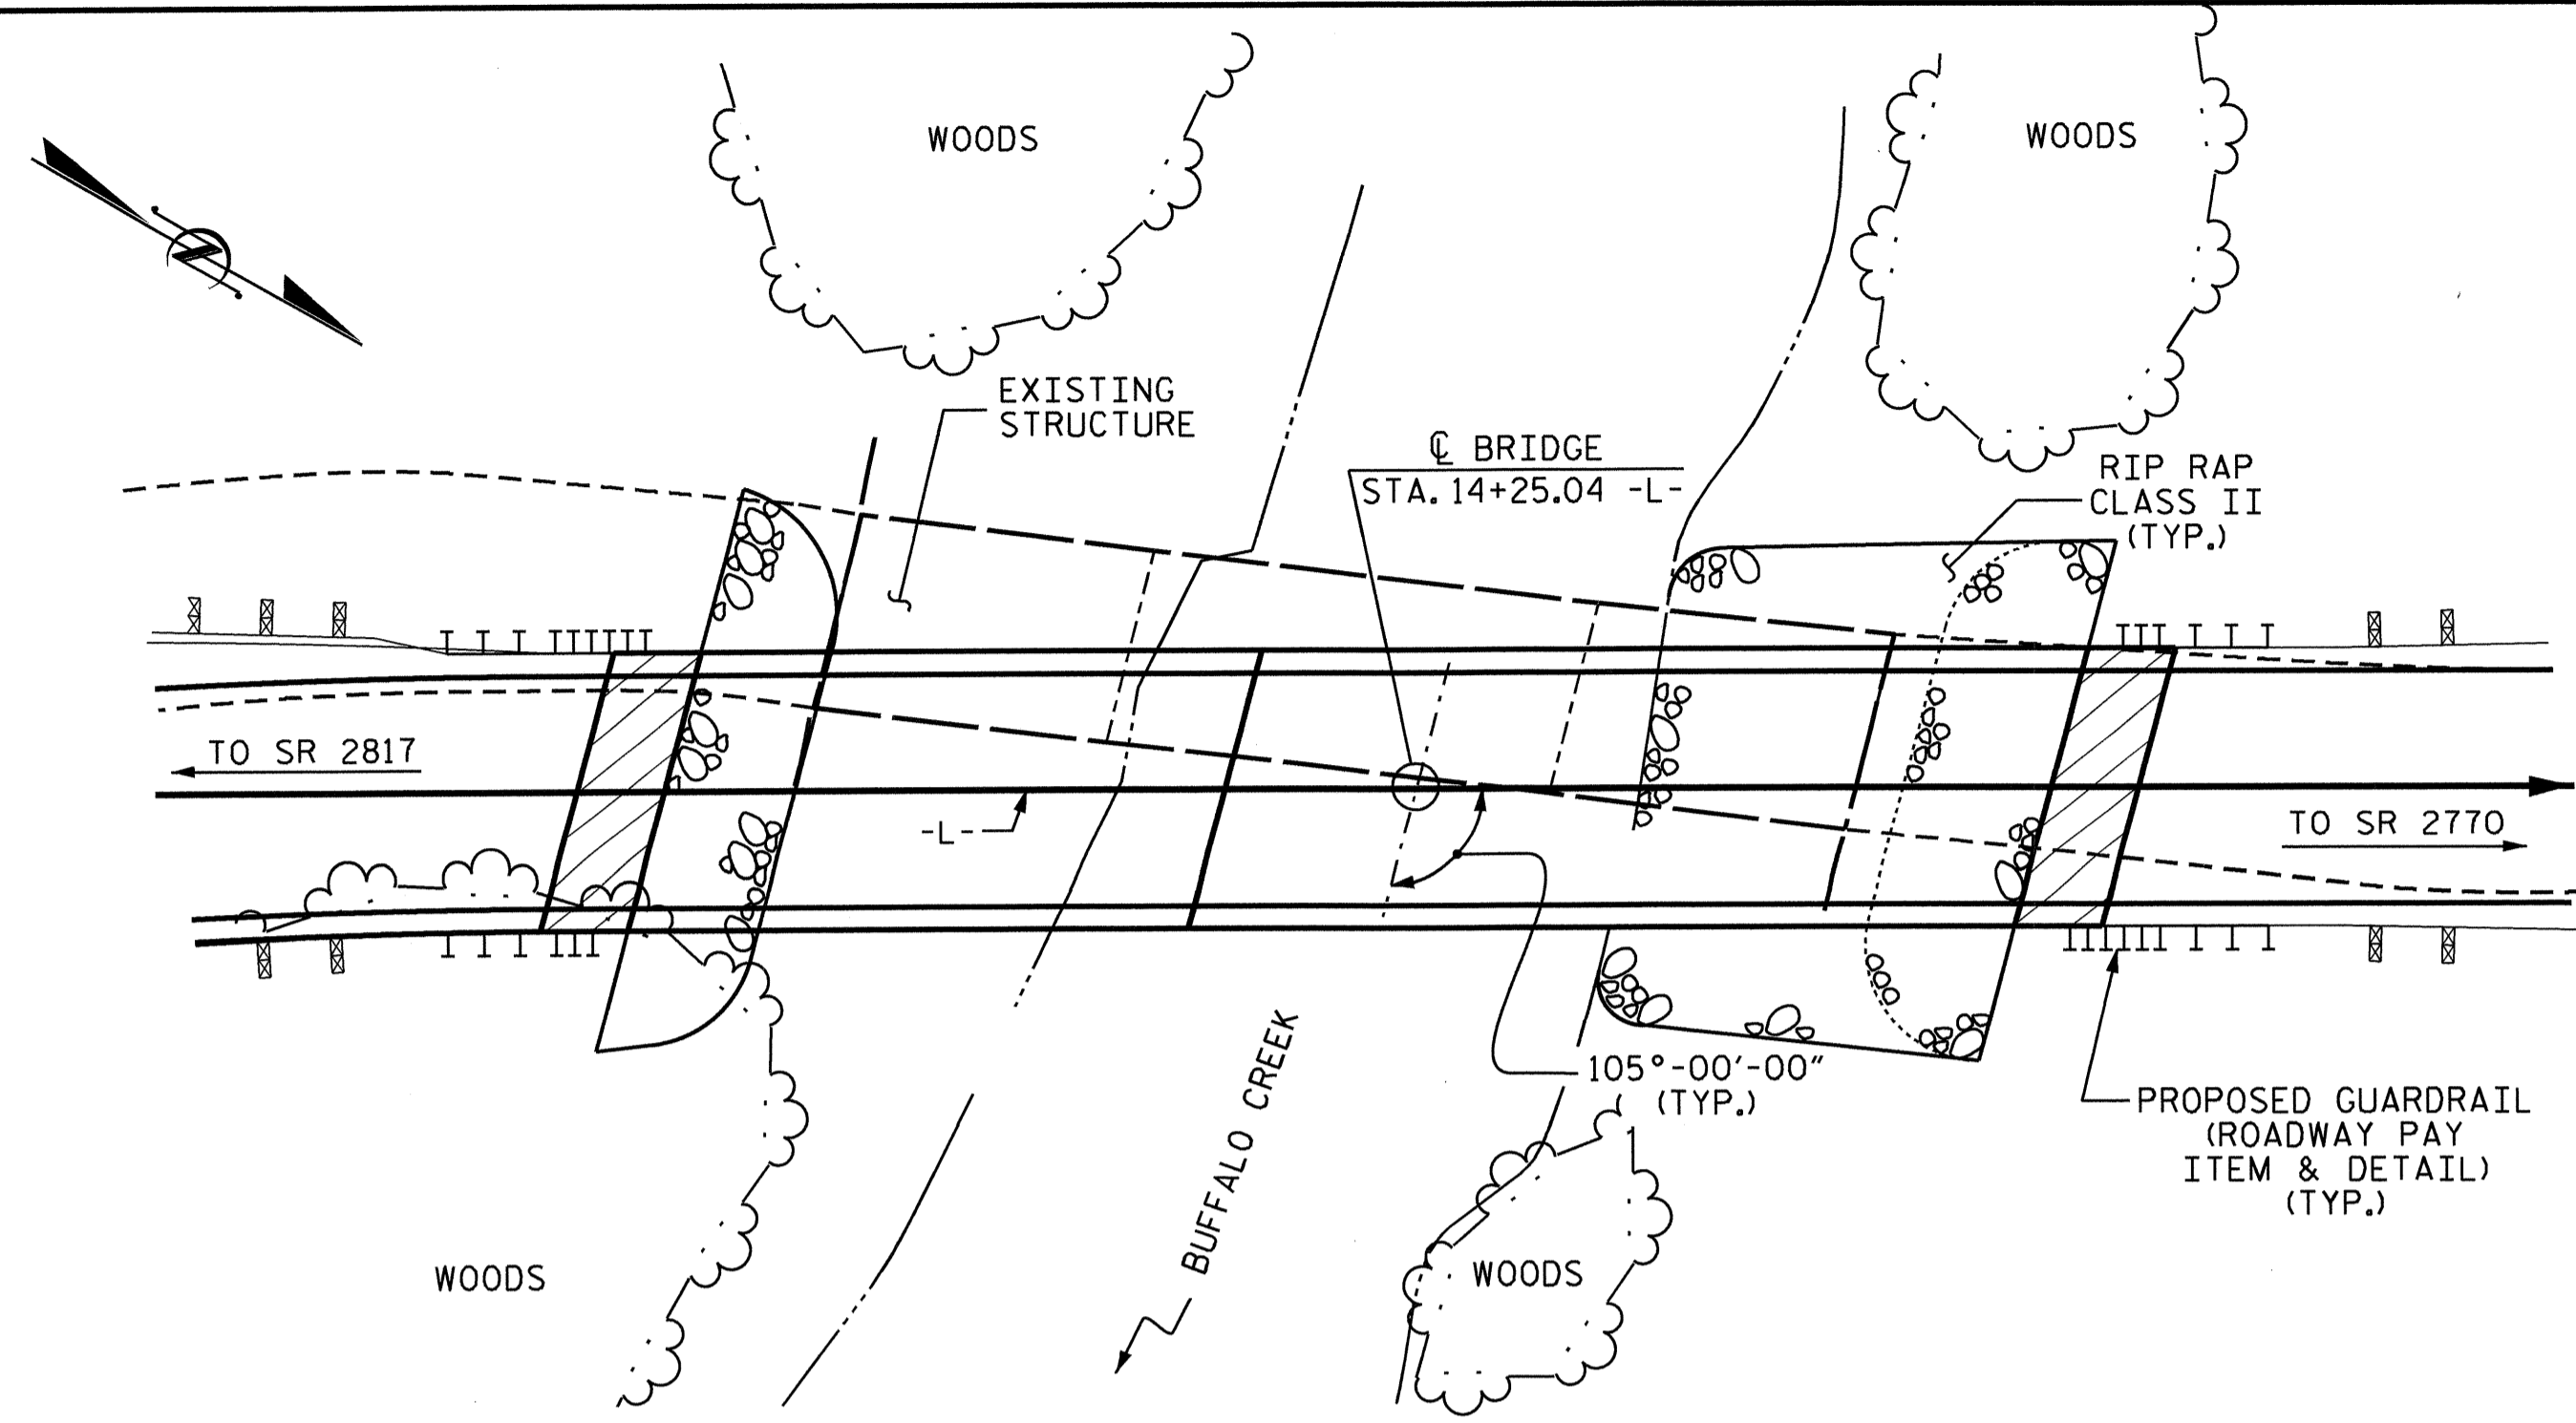 WOODS
WOODS
EXISTING
STRUCTURE
℄ BRIDGE
STA. 14+25.04 -L-
RIP RAP
CLASS II
(TYP.)
TO SR 2817
-L-
TO SR 2770
105°-00'-00"
(TYP.)
BUFFALO CREEK
PROPOSED GUARDRAIL
(ROADWAY PAY
ITEM & DETAIL)
(TYP.)
WOODS
WOODS
N